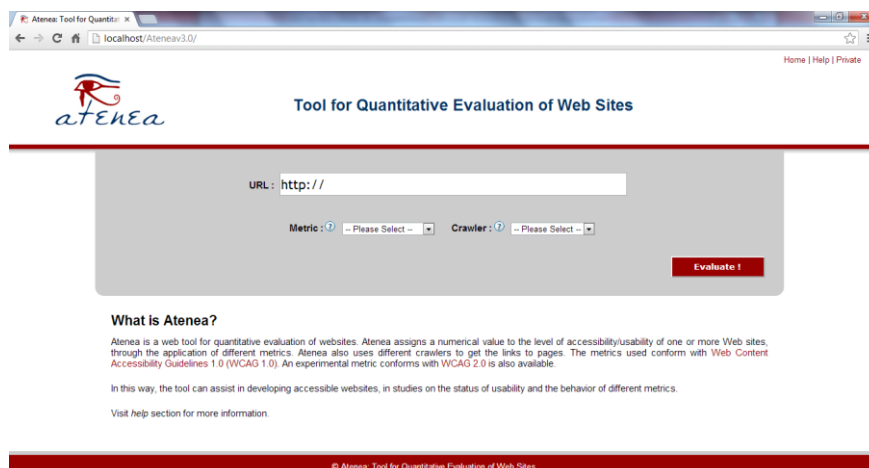 Atenea: Tool for Quantita
localhost/Ateneav3.0/
Home | Help | Private
atenea
Tool for Quantitative Evaluation of Web Sites
URL : http://
Metric : ? -- Please Select -- Crawler : ? -- Please Select --
Evaluate !
What is Atenea?
Atenea is a web tool for quantitative evaluation of websites. Atenea assigns a numerical value to the level of accessibility/usability of one or more Web sites,
through the application of different metrics. Atenea also uses different crawlers to get the links to pages. The metrics used conform with Web Content
Accessibility Guidelines 1.0 (WCAG 1.0). An experimental metric conforms with WCAG 2.0 is also available.
In this way, the tool can assist in developing accessible websites, in studies on the status of usability and the behavior of different metrics.
Visit help section for more information.
© Atenea: Tool for Quantitative Evaluation of Web Sites